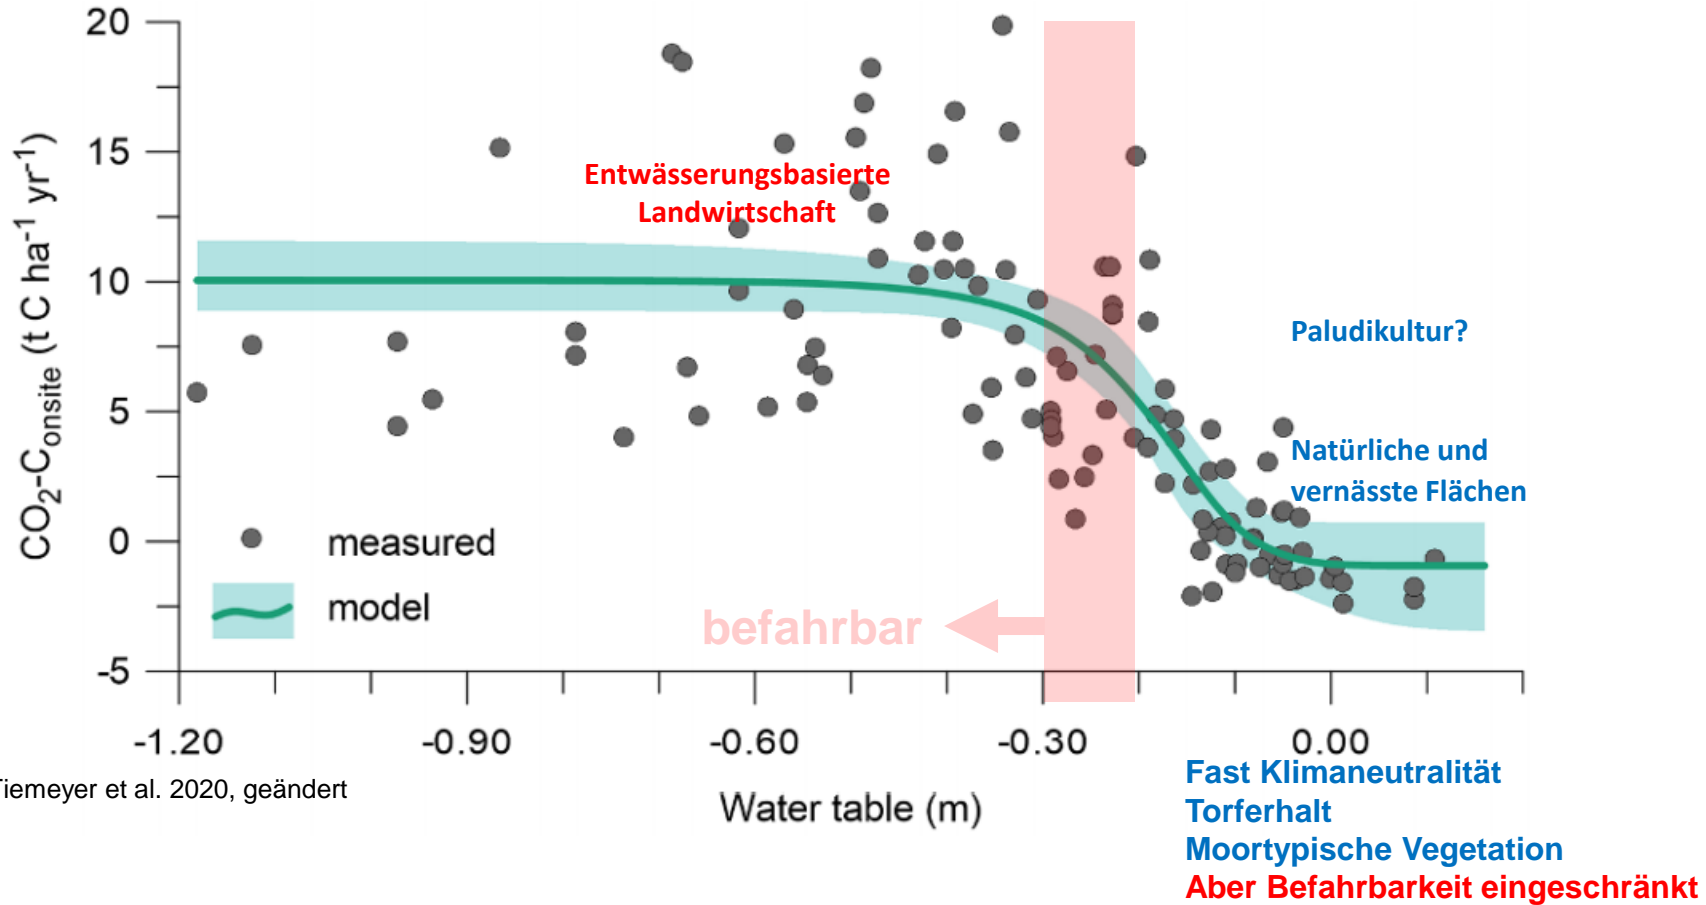 20
15
10
5
0
-5
CO₂-Consite (t C ha⁻¹ yr⁻¹)
Entwässerungsbasierte
Landwirtschaft
Paludikultur?
Natürliche und
vernässte Flächen
measured
model
befahrbar
-1.20 -0.90 -0.60 -0.30 0.00
Water table (m)
Tiemeyer et al. 2020, geändert
Fast Klimaneutralität
Torferhalt
Moortypische Vegetation
Aber Befahrbarkeit eingeschränkt